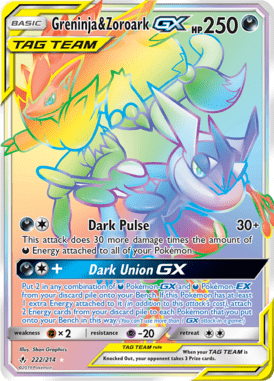 BASIC Greninja&Zoroark GX HP250
TAG TEAM
Dark Pulse 30+
This attack does 30 more damage times the amount of
Energy attached to all of your Pokémon.
+ Dark Union GX
Put 2 in any combination of Pokémon GX and Pokémon EX
from your discard pile onto your Bench. If this Pokémon has at least
1 extra Energy attached to it (in addition to this attack's cost), attach
2 Energy cards from your discard pile to each Pokémon that you put
onto your Bench in this way. (You can't use more than 1 GX attack in a game.)
weakness ×2 resistance -20 retreat
TAG TEAM rule
When your TAG TEAM is
Knocked Out, your opponent takes 3 Prize cards.
Illus. Shin Graphics
222/214
©2019 Pokémon